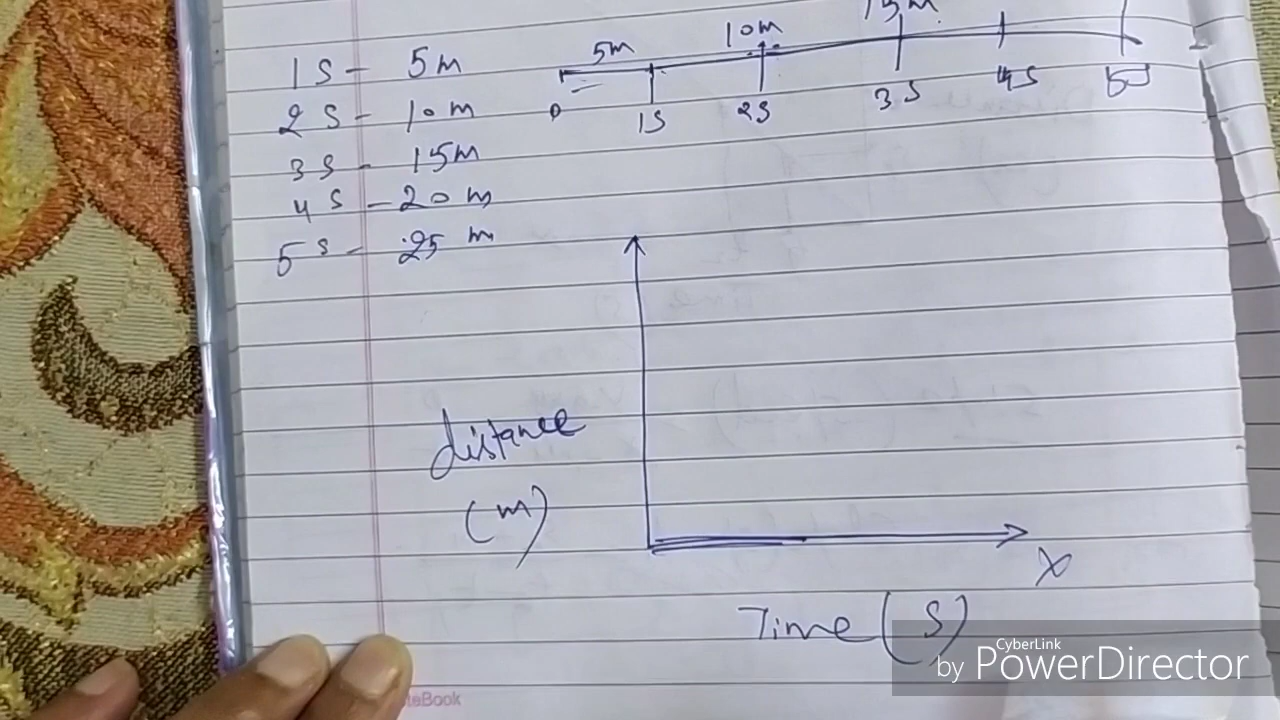 1S - 5m
2S - 10m
3S - 15m
4S - 20m
5S - 25m
5m 10m 15m
0 1S 2S 3S 4S 5S
distance
(m)
X
Time (S)
CyberLink
by PowerDirector
teBook